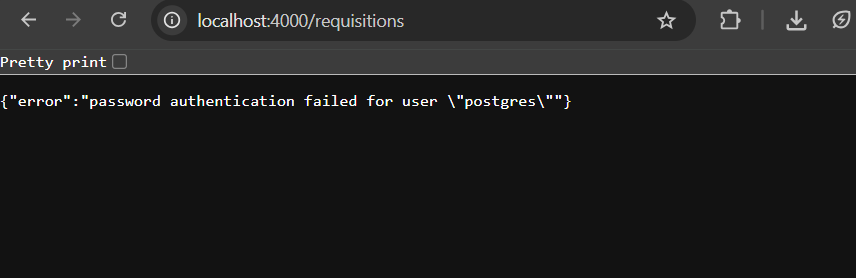 localhost:4000/requisitions
Pretty print
{"error":"password authentication failed for user \"postgres\""}